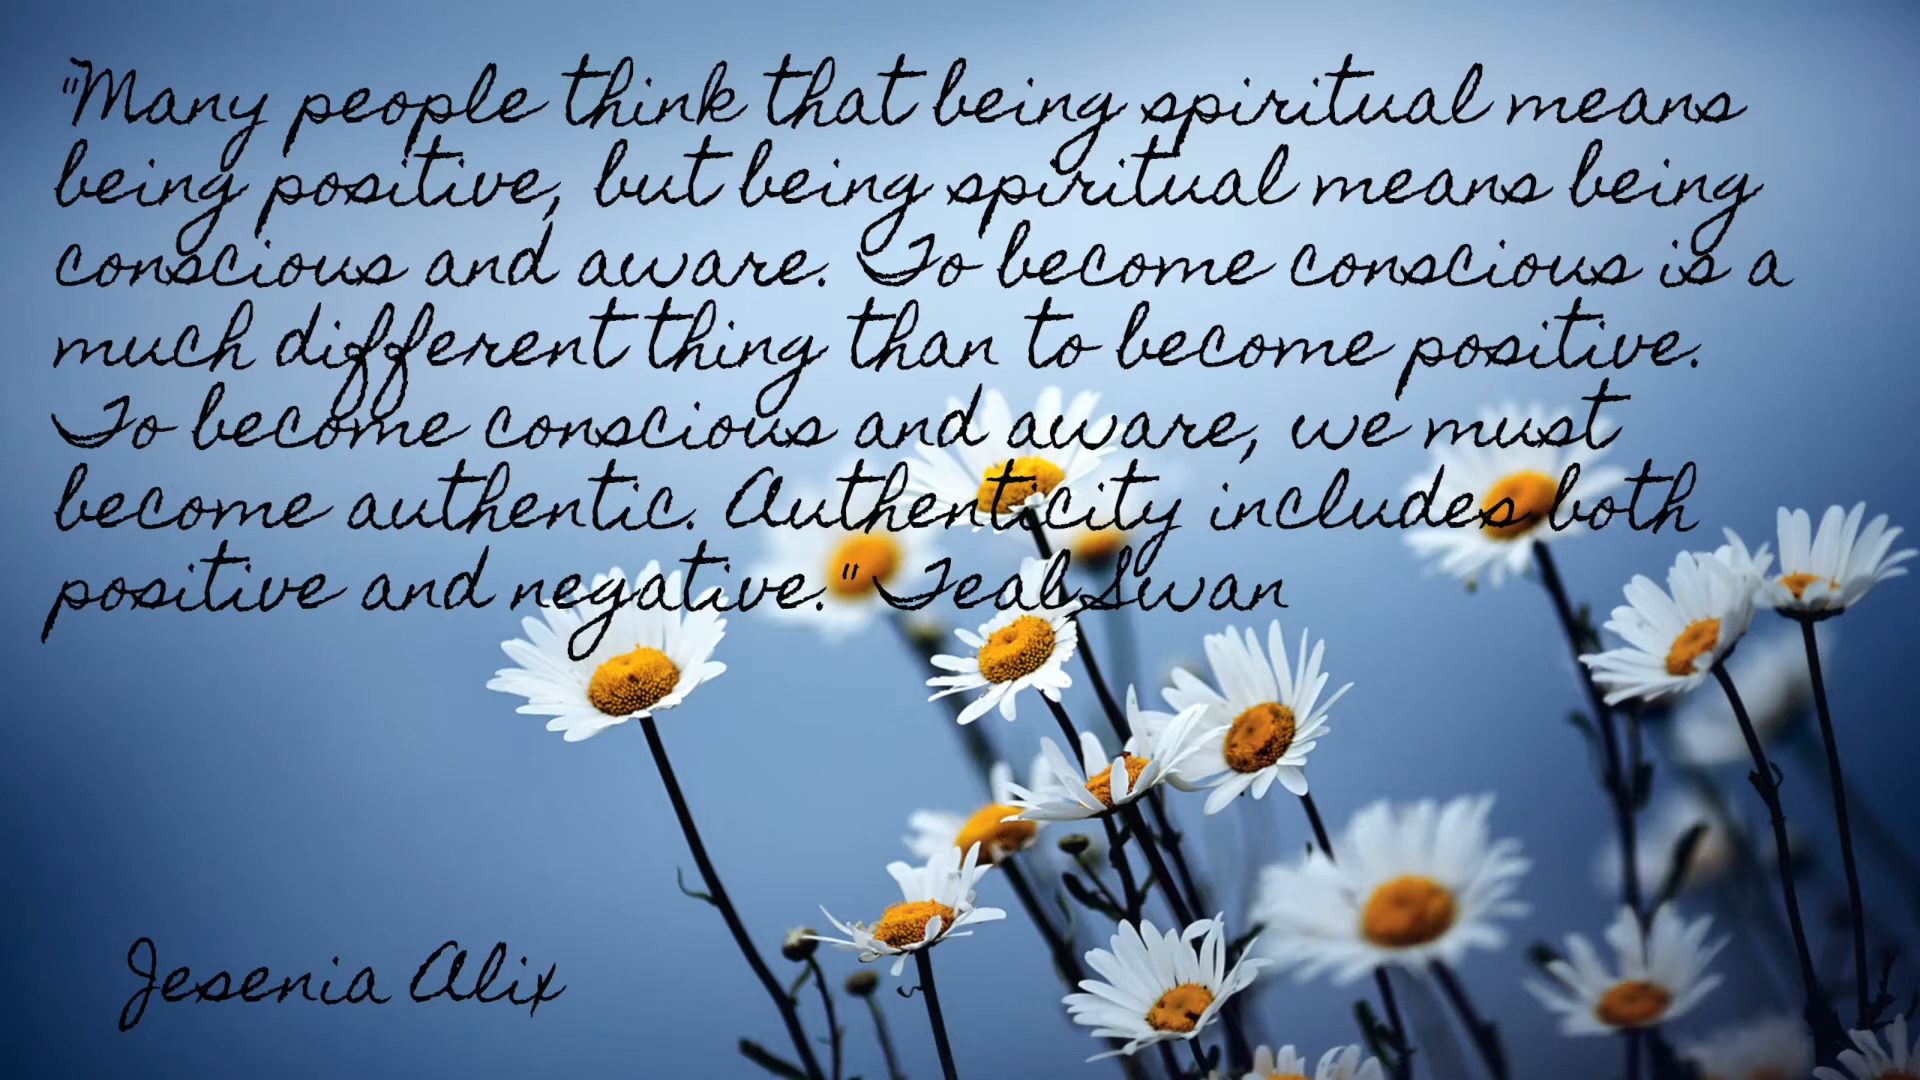 "Many people think that being spiritual means
being positive, but being spiritual means being
conscious and aware. To become conscious is a
much different thing than to become positive.
To become conscious and aware, we must
become authentic. Authenticity includes both
positive and negative." Teal Swan
Jesenia Alix